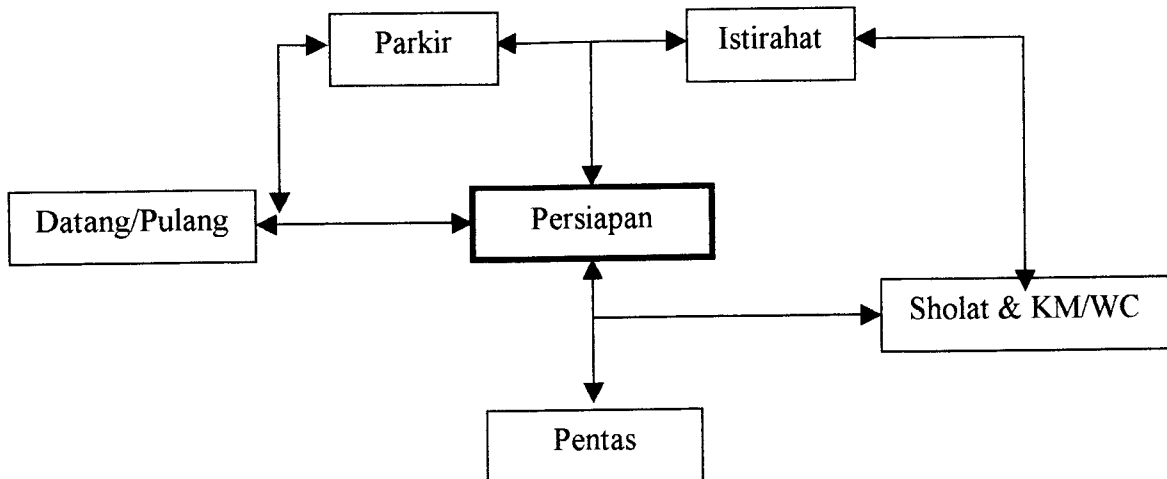 Parkir
Istirahat
Datang/Pulang
Persiapan
Sholat & KM/WC
Pentas